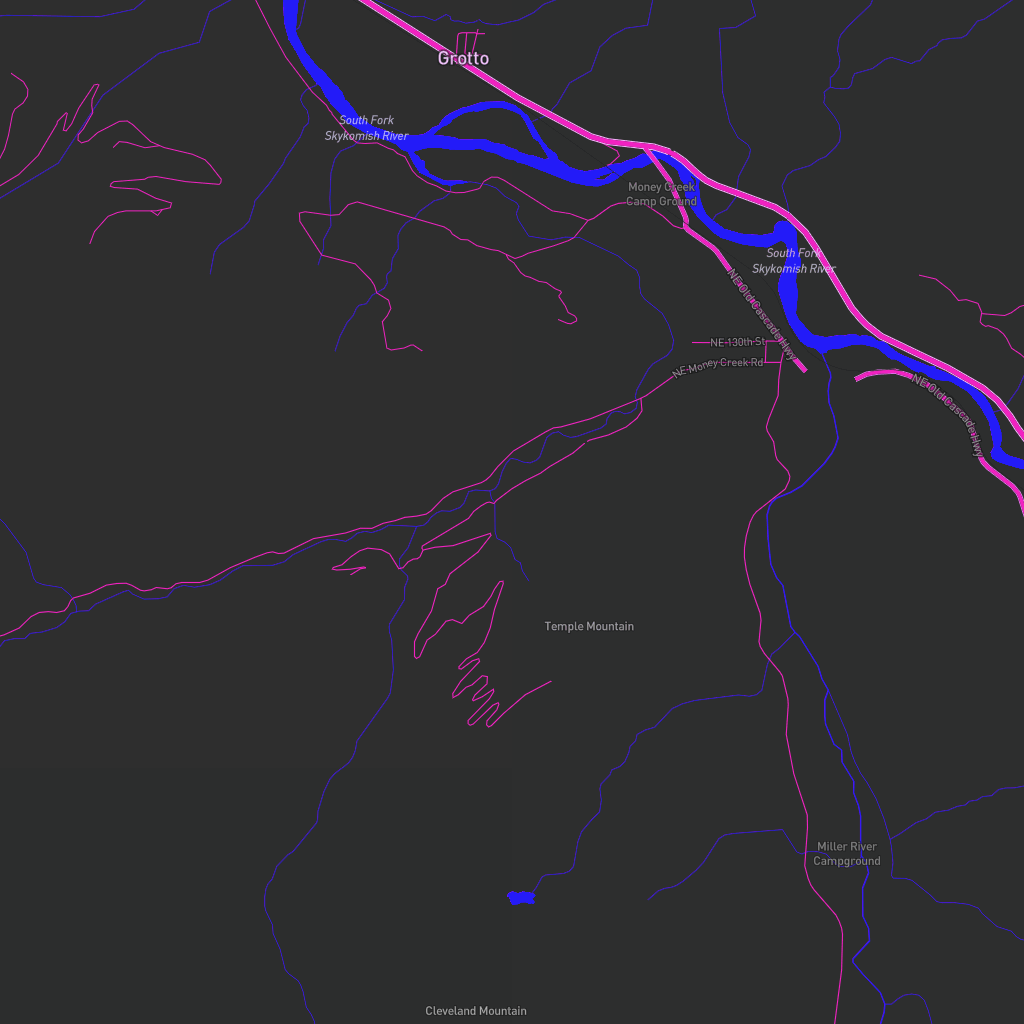 Grotto
South Fork
Skykomish River
Money Creek
Camp Ground
South Fork
Skykomish River
NE Old Cascade Hwy
NE 130th St
NE Money Creek Rd
NE Old Cascade Hwy
Temple Mountain
Miller River
Campground
Cleveland Mountain